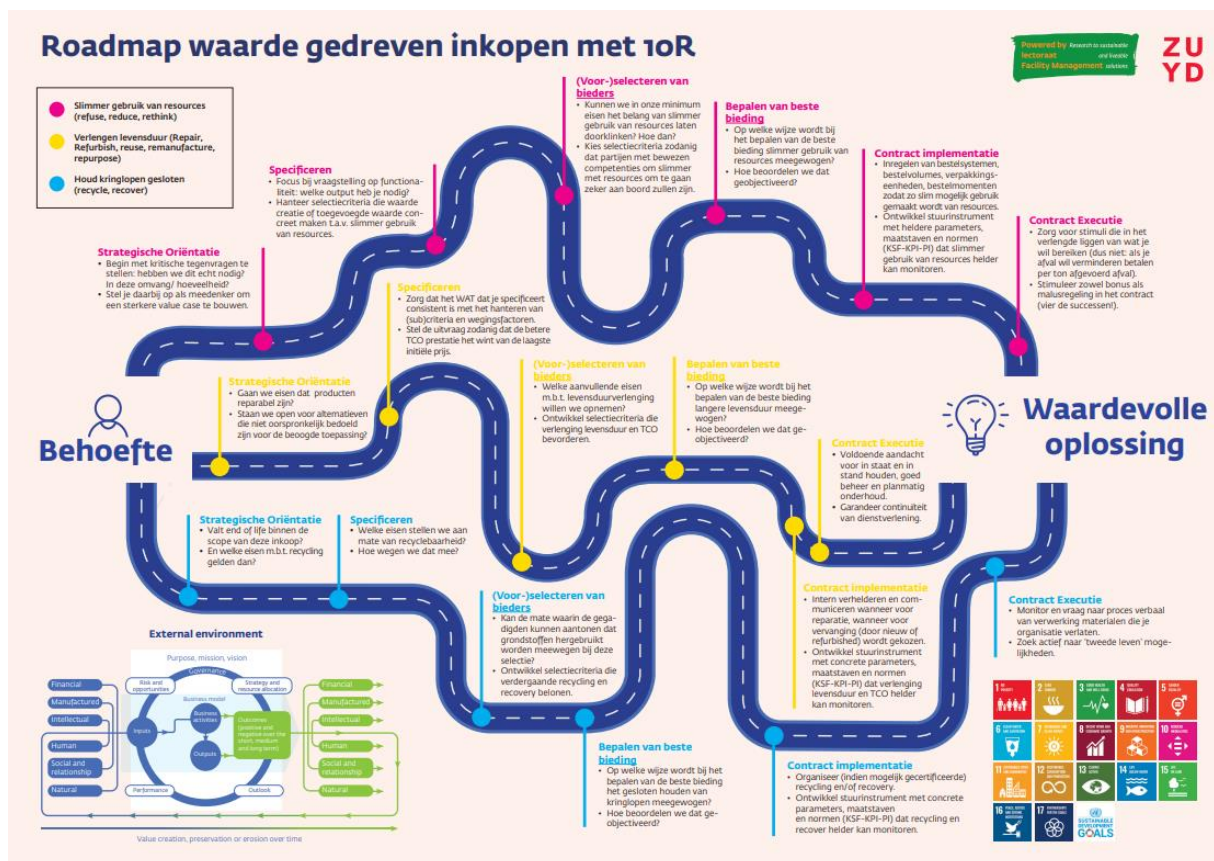 Roadmap waarde gedreven inkopen met 10R
Powered by Research to sustainable
lectoraat and liveable
Facility Management solutions
ZU
YD
Slimmer gebruik van resources
(refuse, reduce, rethink)
Verlengen levensduur (Repair,
Refurbish, reuse, remanufacture,
repurpose)
Houd kringlopen gesloten
(recycle, recover)
Strategische Oriëntatie
• Begin met kritische tegenvragen te
stellen: hebben we dit echt nodig?
In deze omvang/ hoeveelheid?
• Stel je daarbij op als meedenker om
een sterkere value case te bouwen.
Specificeren
• Focus bij vraagstelling op functiona-
liteit: welke output heb je nodig?
• Hanteer selectiecriteria die waarde
creatie of toegevoegde waarde con-
creet maken t.a.v. slimmer gebruik
van resources.
(Voor-)selecteren van
bieders
• Kunnen we in onze minimum
eisen het belang van slimmer
gebruik van resources laten
doorklinken? Hoe dan?
• Kies selectiecriteria zodanig
dat partijen met bewezen
competenties om slimmer
met resources om te gaan
zeker aan boord zullen zijn.
Bepalen van beste
bieding
• Op welke wijze wordt bij
het bepalen van de beste
bieding slimmer gebruik van
resources meegewogen?
• Hoe beoordelen we dat
geobjectiveerd?
Contract implementatie
• Inregelen van bestelsystemen,
bestelvolumes, verpakkings-
eenheden, bestelmomenten
zodat zo slim mogelijk gebruik
gemaakt wordt van resources.
• Ontwikkel stuurinstrument
met heldere parameters,
maatstaven en normen
(KSF-KPI-PI) dat slimmer
gebruik van resources helder
kan monitoren.
Contract Executie
• Zorg voor stimuli die in het
verlengde liggen van wat je
wil bereiken (dus niet: als je
afval wil verminderen betalen
per ton afgevoerd afval).
• Stimuleer zowel bonus als
malusregeling in het contract
(vier de successen!).
Behoefte
Waardevolle
oplossing
Strategische Oriëntatie
• Gaan we eisen dat producten
reparabel zijn?
• Staan we open voor alternatieven
die niet oorspronkelijk bedoeld
zijn voor de beoogde toepassing?
Specificeren
• Zorg dat het WAT dat je specificeert
consistent is met het hanteren van
(sub)criteria en wegingsfactoren.
• Stel de uitvraag zodanig dat de betere
TCO prestatie het wint van de laagste
initiële prijs.
(Voor-)selecteren van
bieders
• Welke aanvullende eisen
m.b.t. levensduurverlenging
willen we opnemen?
• Ontwikkel selectiecriteria die
verlenging levensduur en TCO
bevorderen.
Bepalen van beste
bieding
• Op welke wijze wordt bij het
bepalen van de beste bieding
langere levensduur meege-
wogen?
• Hoe beoordelen we dat ge-
objectiveerd?
Contract Executie
• Voldoende aandacht
voor in staat en in
stand houden, goed
beheer en planmatig
onderhoud.
• Garandeer continuïteit
van dienstverlening.
Contract implementatie
• Intern verhelderen en com-
municeren wanneer voor
reparatie, wanneer voor
vervanging (door nieuw of
refurbished) wordt gekozen.
• Ontwikkel stuurinstrument
met concrete parameters,
maatstaven en normen
(KSF-KPI-PI) dat verlenging
levensduur en TCO helder
kan monitoren.
Strategische Oriëntatie
• Valt end of life binnen de
scope van deze inkoop?
• En welke eisen m.b.t. recycling
gelden dan?
Specificeren
• Welke eisen stellen we aan
mate van recyclebaarheid?
• Hoe wegen we dat mee?
(Voor-)selecteren van
bieders
• Kan de mate waarin de gega-
digden kunnen aantonen dat
grondstoffen hergebruikt
worden meewegen bij deze
selectie?
• Ontwikkel selectiecriteria die
verdergaande recycling en
recovery belonen.
Bepalen van beste
bieding
• Op welke wijze wordt bij het
bepalen van de beste bieding
het gesloten houden van
kringlopen meegewogen?
• Hoe beoordelen we dat ge-
objectiveerd?
Contract implementatie
• Organiseer (indien mogelijk gecertificeerde)
recycling en/of recovery.
• Ontwikkel stuurinstrument met concrete
parameters, maatstaven
en normen (KSF-KPI-PI) dat recycling en
recover helder kan monitoren.
Contract Executie
• Monitor en vraag naar proces verbaal
van verwerking materialen die je
organisatie verlaten.
• Zoek actief naar 'tweede leven' moge-
lijkheden.
External environment
Purpose, mission, vision
Governance
Risk and
opportunities
Strategy and
resource allocation
Business model
Financial
Manufactured
Intellectual
Human
Social and
relationship
Natural
Inputs
Business
activities
Outputs
Outcomes
(positive and
negative over the
short, medium
and long term)
Financial
Manufactured
Intellectual
Human
Social and
relationship
Natural
Performance
Outlook
Value creation, preservation or erosion over time
1
2
3
4
5
6
7
8
9
10
11
12
13
14
15
16
17
SUSTAINABLE
DEVELOPMENT
GOALS